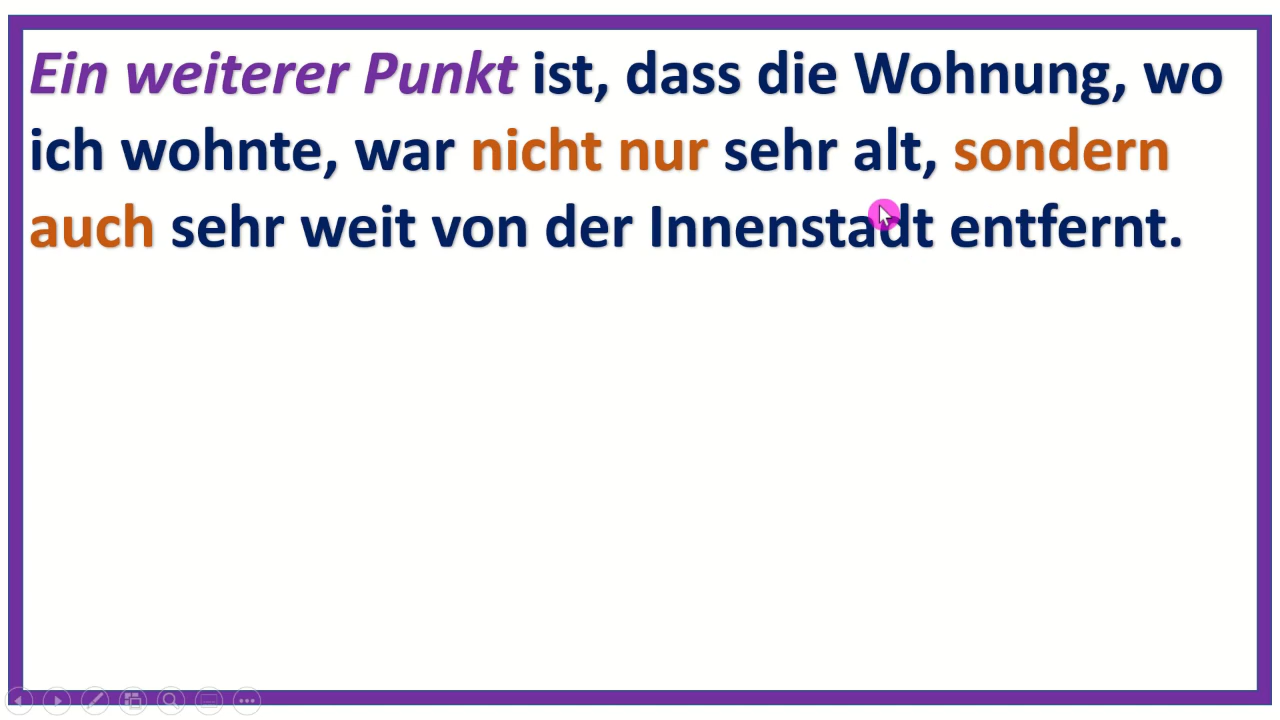 Ein weiterer Punkt ist, dass die Wohnung, wo
ich wohnte, war nicht nur sehr alt, sondern
auch sehr weit von der Innenstadt entfernt.